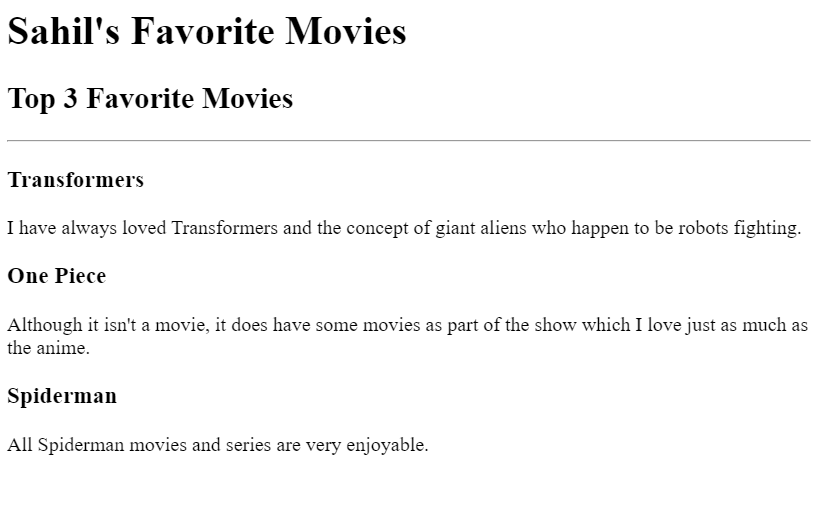 Sahil's Favorite Movies
Top 3 Favorite Movies
Transformers
I have always loved Transformers and the concept of giant aliens who happen to be robots fighting.
One Piece
Although it isn't a movie, it does have some movies as part of the show which I love just as much as
the anime.
Spiderman
All Spiderman movies and series are very enjoyable.